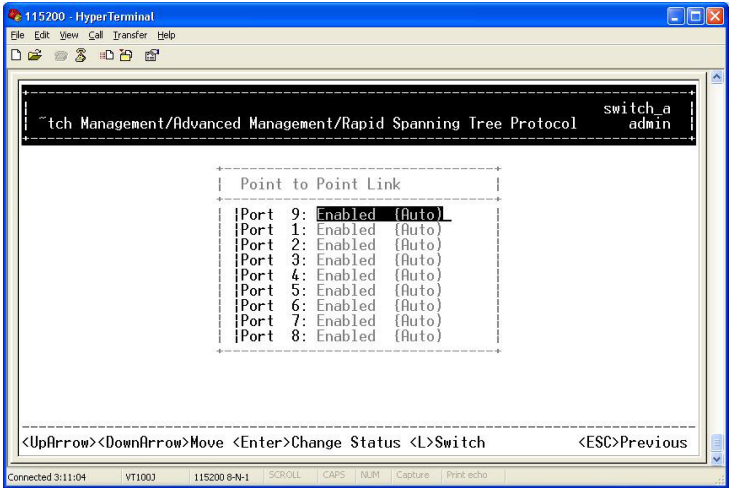 115200 - HyperTerminal
File Edit View Call Transfer Help
switch_a
~tch Management/Advanced Management/Rapid Spanning Tree Protocol admin
Point to Point Link
|Port 9: Enabled {Auto}_
|Port 1: Enabled {Auto}
|Port 2: Enabled {Auto}
|Port 3: Enabled {Auto}
|Port 4: Enabled {Auto}
|Port 5: Enabled {Auto}
|Port 6: Enabled {Auto}
|Port 7: Enabled {Auto}
|Port 8: Enabled {Auto}
<UpArrow><DownArrow>Move <Enter>Change Status <L>Switch <ESC>Previous
Connected 3:11:04 VT100J 115200 8-N-1 SCROLL CAPS NUM Capture Print echo